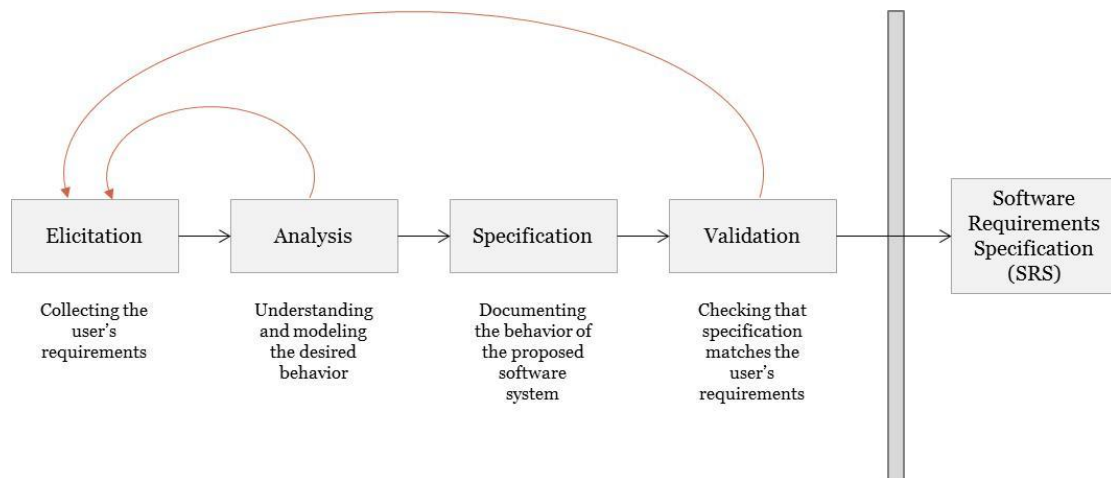 Elicitation
Analysis
Specification
Validation
Software
Requirements
Specification
(SRS)
Collecting the
user's
requirements
Understanding
and modeling
the desired
behavior
Documenting
the behavior of
the proposed
software
system
Checking that
specification
matches the
user's
requirements